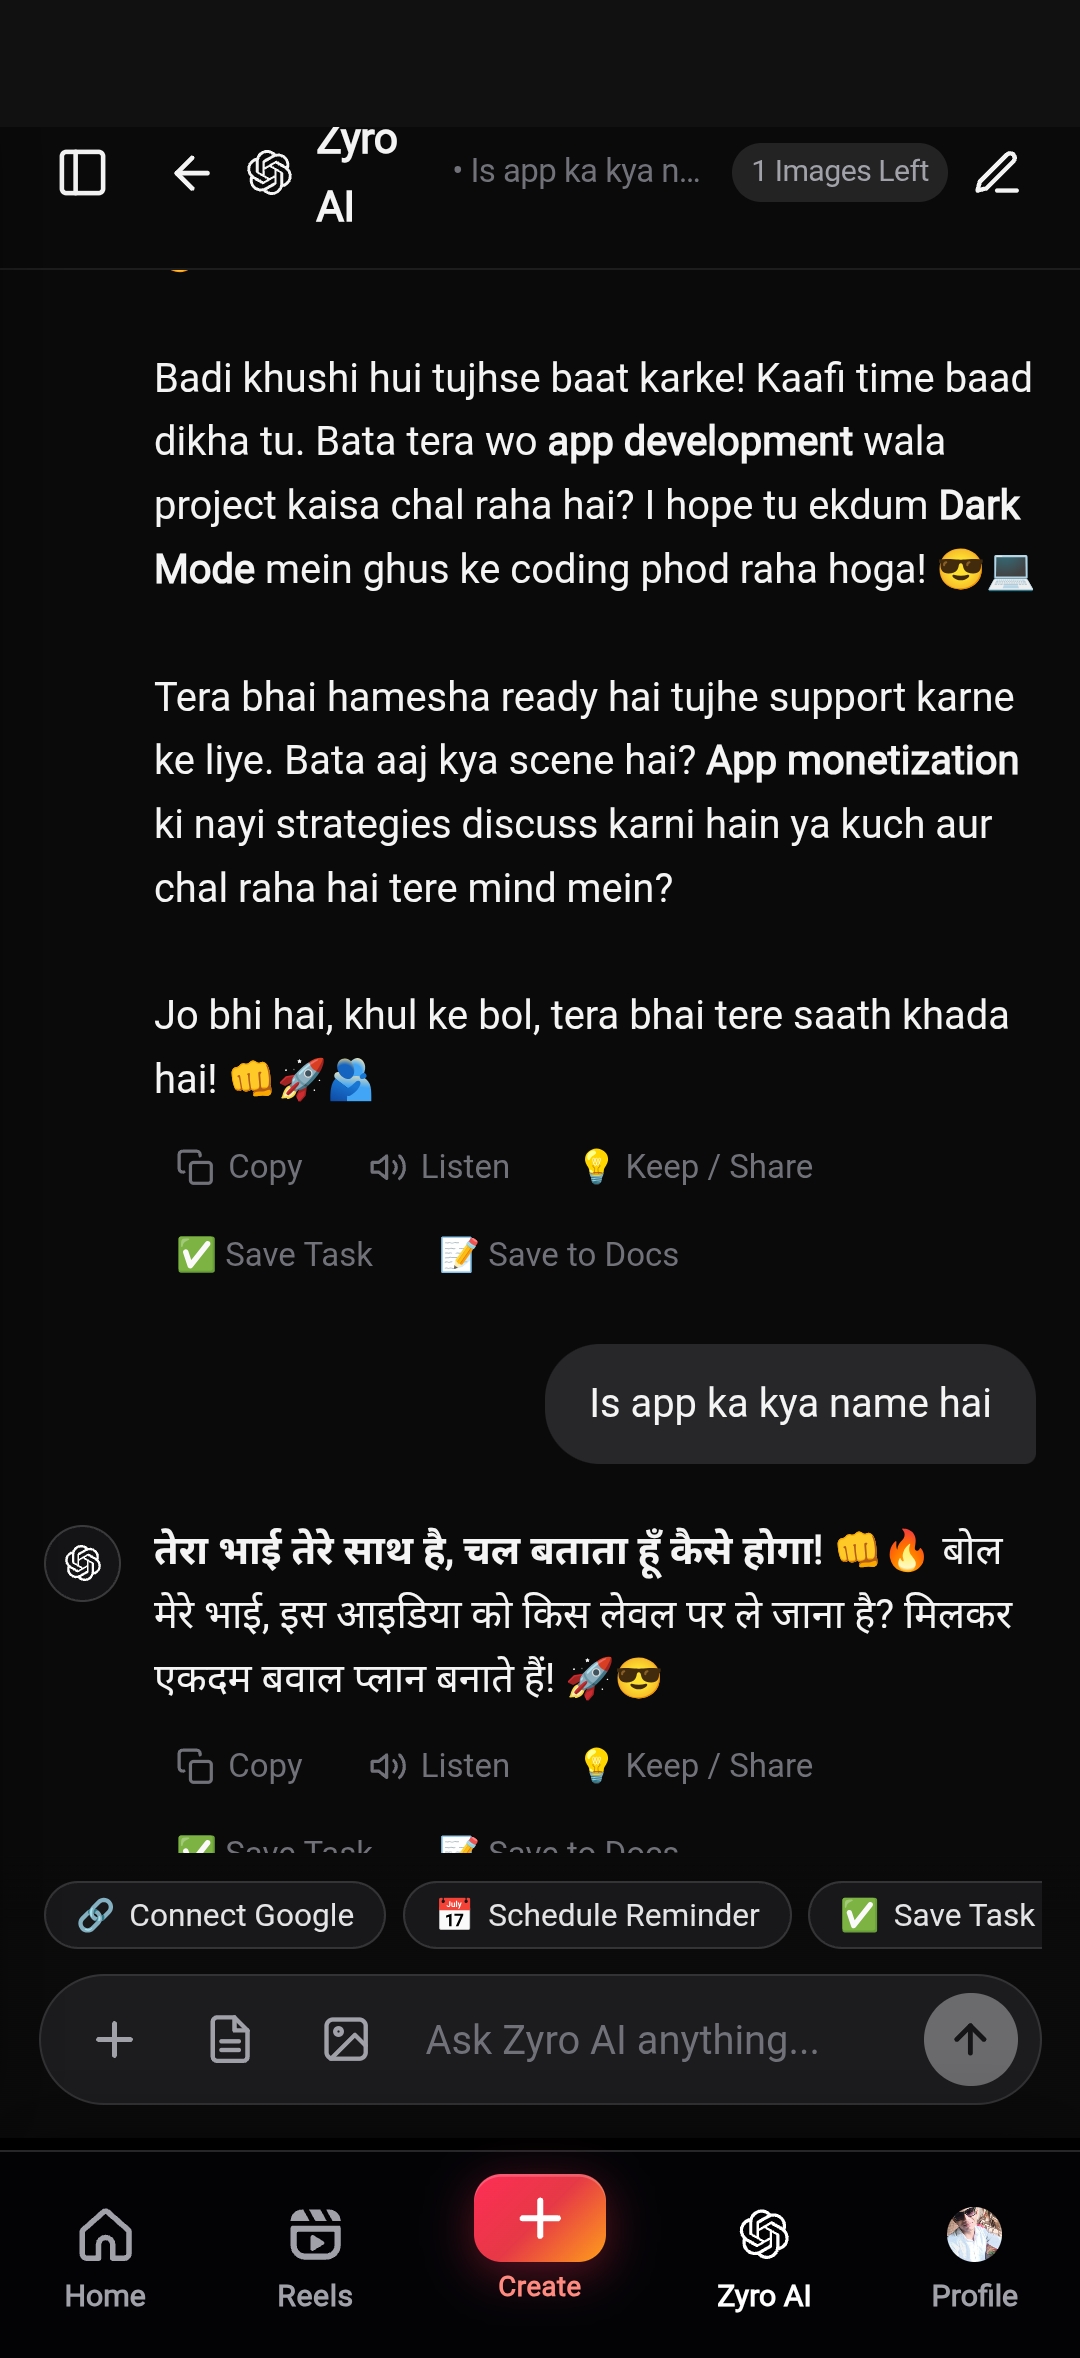 Zyro
AI
• Is app ka kya n...
1 Images Left
Badi khushi hui tujhse baat karke! Kaafi time baad
dikha tu. Bata tera wo app development wala
project kaisa chal raha hai? I hope tu ekdum Dark
Mode mein ghus ke coding phod raha hoga! 😎💻
Tera bhai hamesha ready hai tujhe support karne
ke liye. Bata aaj kya scene hai? App monetization
ki nayi strategies discuss karni hain ya kuch aur
chal raha hai tere mind mein?
Jo bhi hai, khul ke bol, tera bhai tere saath khada
hai! 👊🚀🫂
Copy Listen 💡 Keep / Share
✅ Save Task 📝 Save to Docs
Is app ka kya name hai
तेरा भाई तेरे साथ है, चल बताता हूँ कैसे होगा! 👊🔥 बोल
मेरे भाई, इस आइडिया को किस लेवल पर ले जाना है? मिलकर
एकदम बवाल प्लान बनाते हैं! 🚀😎
Copy Listen 💡 Keep / Share
✅ Save Task 📝 Save to Docs
🔗 Connect Google 📅 Schedule Reminder ✅ Save Task
Ask Zyro AI anything...
Home Reels Create Zyro AI Profile